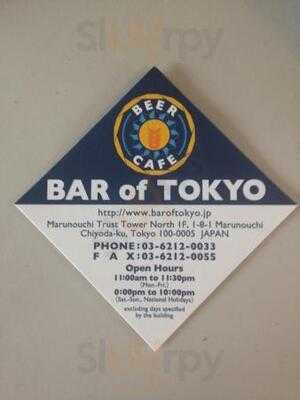 Sluurpy
BEER
CAFE
BAR of TOKYO
http://www.baroftokyo.jp
Marunouchi Trust Tower North 1F, 1-8-1 Marunouchi
Chiyoda-ku, Tokyo 100-0005 JAPAN
PHONE:03-6212-0033
F A X:03-6212-0055
Open Hours
11:00am to 11:30pm
(Mon.-Fri.)
0:00pm to 10:00pm
(Sat.-Sun., National Holidays)
excluding days specified
by the building
Sluurpy